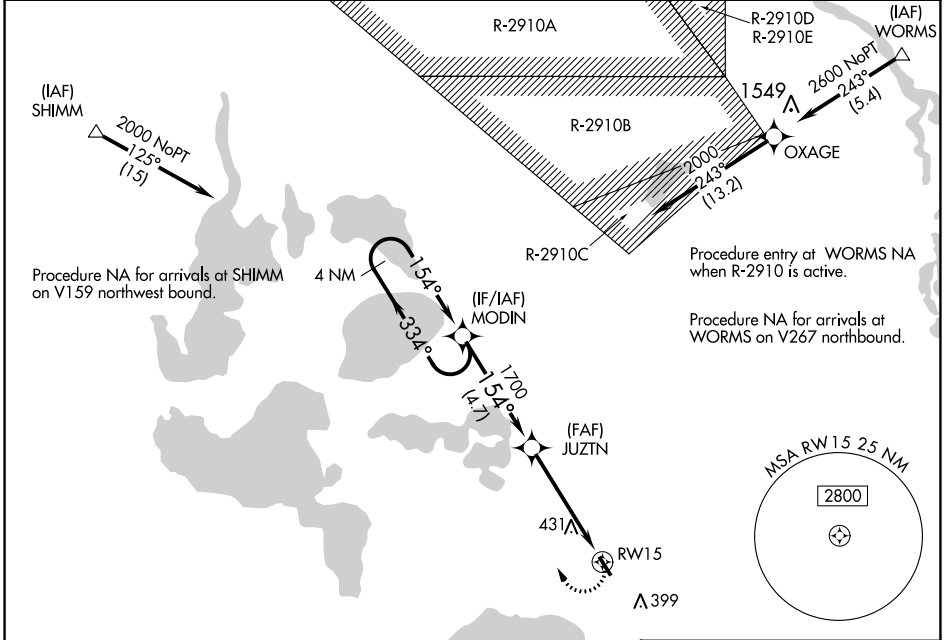 R-2910A
R-2910D
R-2910E
(IAF)
WORMS
2600 NoPT
243°
(5.4)
1549
(IAF)
SHIMM
2000 NoPT
125°
(15)
R-2910B
OXAGE
2000
243°
(13.2)
R-2910C
Procedure entry at WORMS NA
when R-2910 is active.
Procedure NA for arrivals at SHIMM
on V159 northwest bound.
4 NM
154°
334°
(IF/IAF)
MODIN
Procedure NA for arrivals at
WORMS on V267 northbound.
1700
154°
(4.7)
(FAF)
JUZTN
MSA RW15 25 NM
2800
431
RW15
399